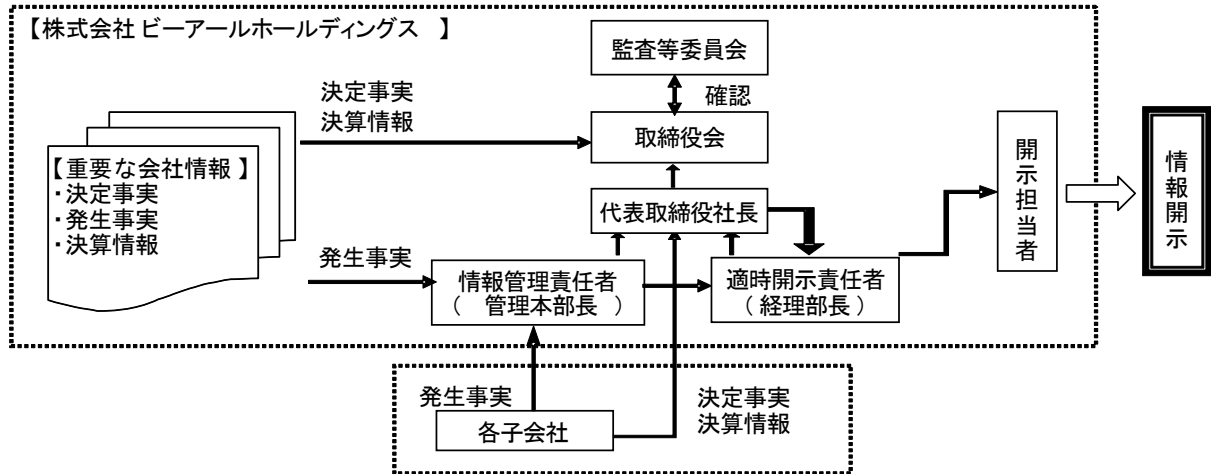 【株式会社 ビーアールホールディングス 】
監査等委員会
確認
決定事実
決算情報
取締役会
【重要な会社情報 】
・決定事実
・発生事実
・決算情報
代表取締役社長
発生事実
情報管理責任者
( 管理本部長 )
適時開示責任者
( 経理部長 )
開示担当者
情報開示
発生事実
決定事実
決算情報
各子会社